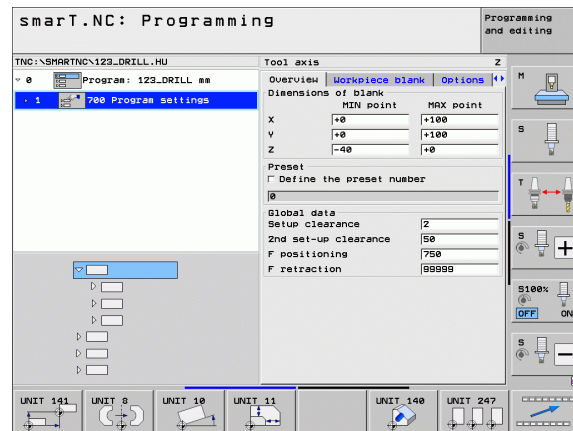 smarT.NC: Programming
Programming
and editing
TNC:\SMARTNC\123_DRILL.HU
Tool axis Z
0 Program: 123_DRILL mm
1 700 Program settings
Overview Workpiece blank Options
Dimensions of blank
MIN point MAX point
X +0 +100
Y +0 +100
Z -40 +0
Preset
Define the preset number
0
Global data
Setup clearance 2
2nd set-up clearance 50
F positioning 750
F retraction 99999
M
S
T
S
S100%
OFF ON
S
UNIT 141 UNIT 8 UNIT 10 UNIT 11 UNIT 140 UNIT 247